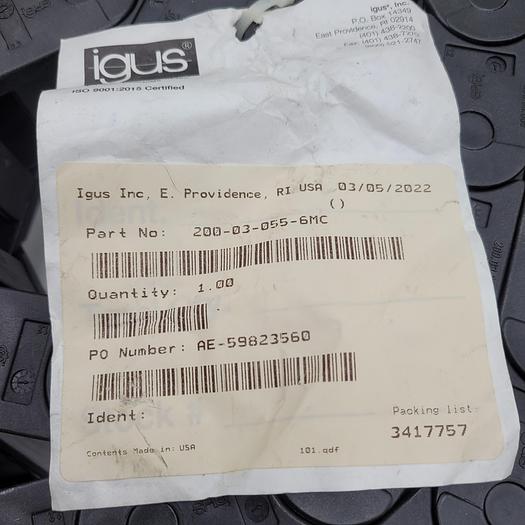 igus®
ISO 9001:2015 Certified
igus®, Inc.
P.O. Box 14349
East Providence, RI 02914
(401) 438-2200
Igus Inc, E. Providence, RI USA 03/05/2022
()
Part No: 200-03-055-6MC
Quantity: 1.00
PO Number: AE-59823560
Ident:
Packing list:
3417757
Contents Made in: USA
101.qdf